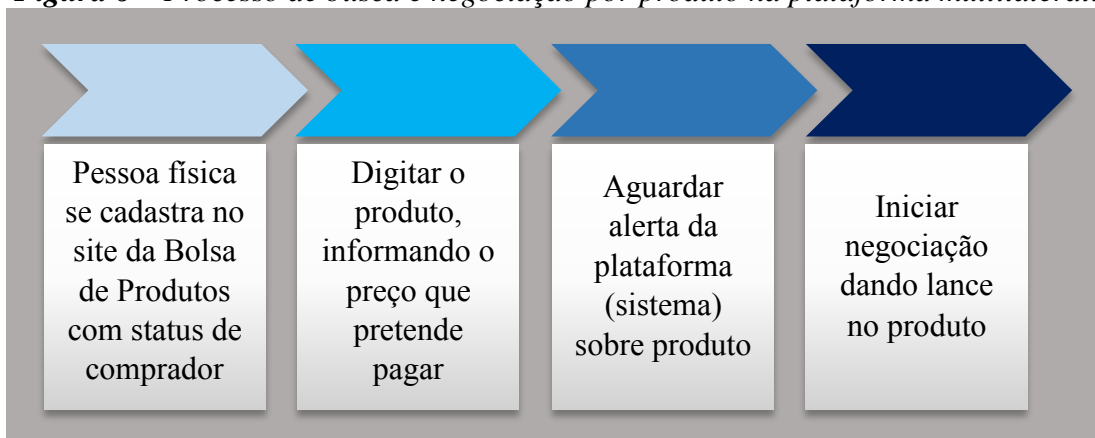 Processo de busca e negociação por produto na plataforma multilateral
Pessoa física
se cadastra no
site da Bolsa
de Produtos
com status de
comprador
Digitar o
produto,
informando o
preço que
pretende
pagar
Aguardar
alerta da
plataforma
(sistema)
sobre produto
Iniciar
negociação
dando lance
no produto